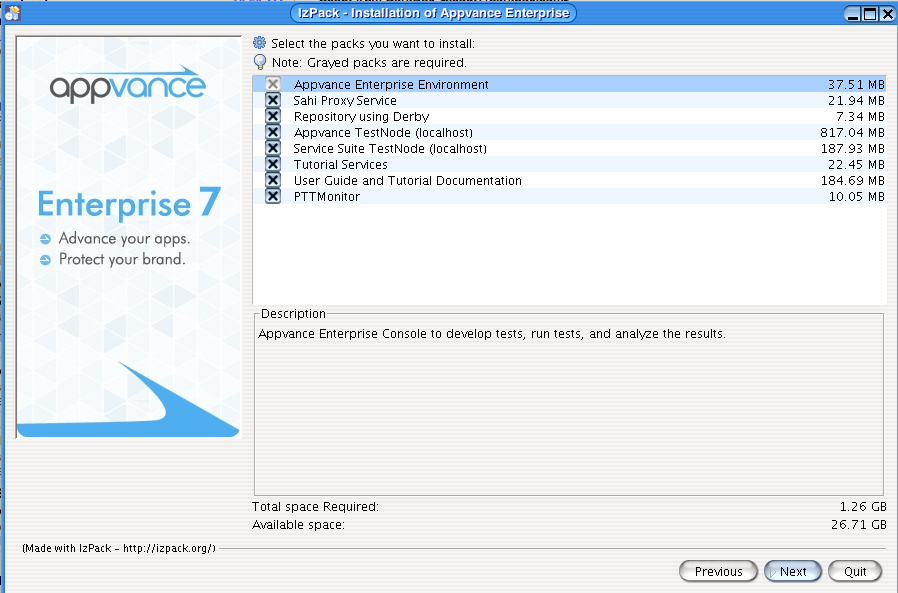 IzPack - Installation of Appvance Enterprise
appvance
Enterprise 7
Advance your apps.
Protect your brand.
Select the packs you want to install:
Note: Grayed packs are required.
Appvance Enterprise Environment 37.51 MB
Sahi Proxy Service 21.94 MB
Repository using Derby 7.34 MB
Appvance TestNode (localhost) 817.04 MB
Service Suite TestNode (localhost) 187.93 MB
Tutorial Services 22.45 MB
User Guide and Tutorial Documentation 184.69 MB
PTTMonitor 10.05 MB
Description
Appvance Enterprise Console to develop tests, run tests, and analyze the results.
Total space Required: 1.26 GB
Available space: 26.71 GB
(Made with IzPack - http://izpack.org/)
Previous Next Quit